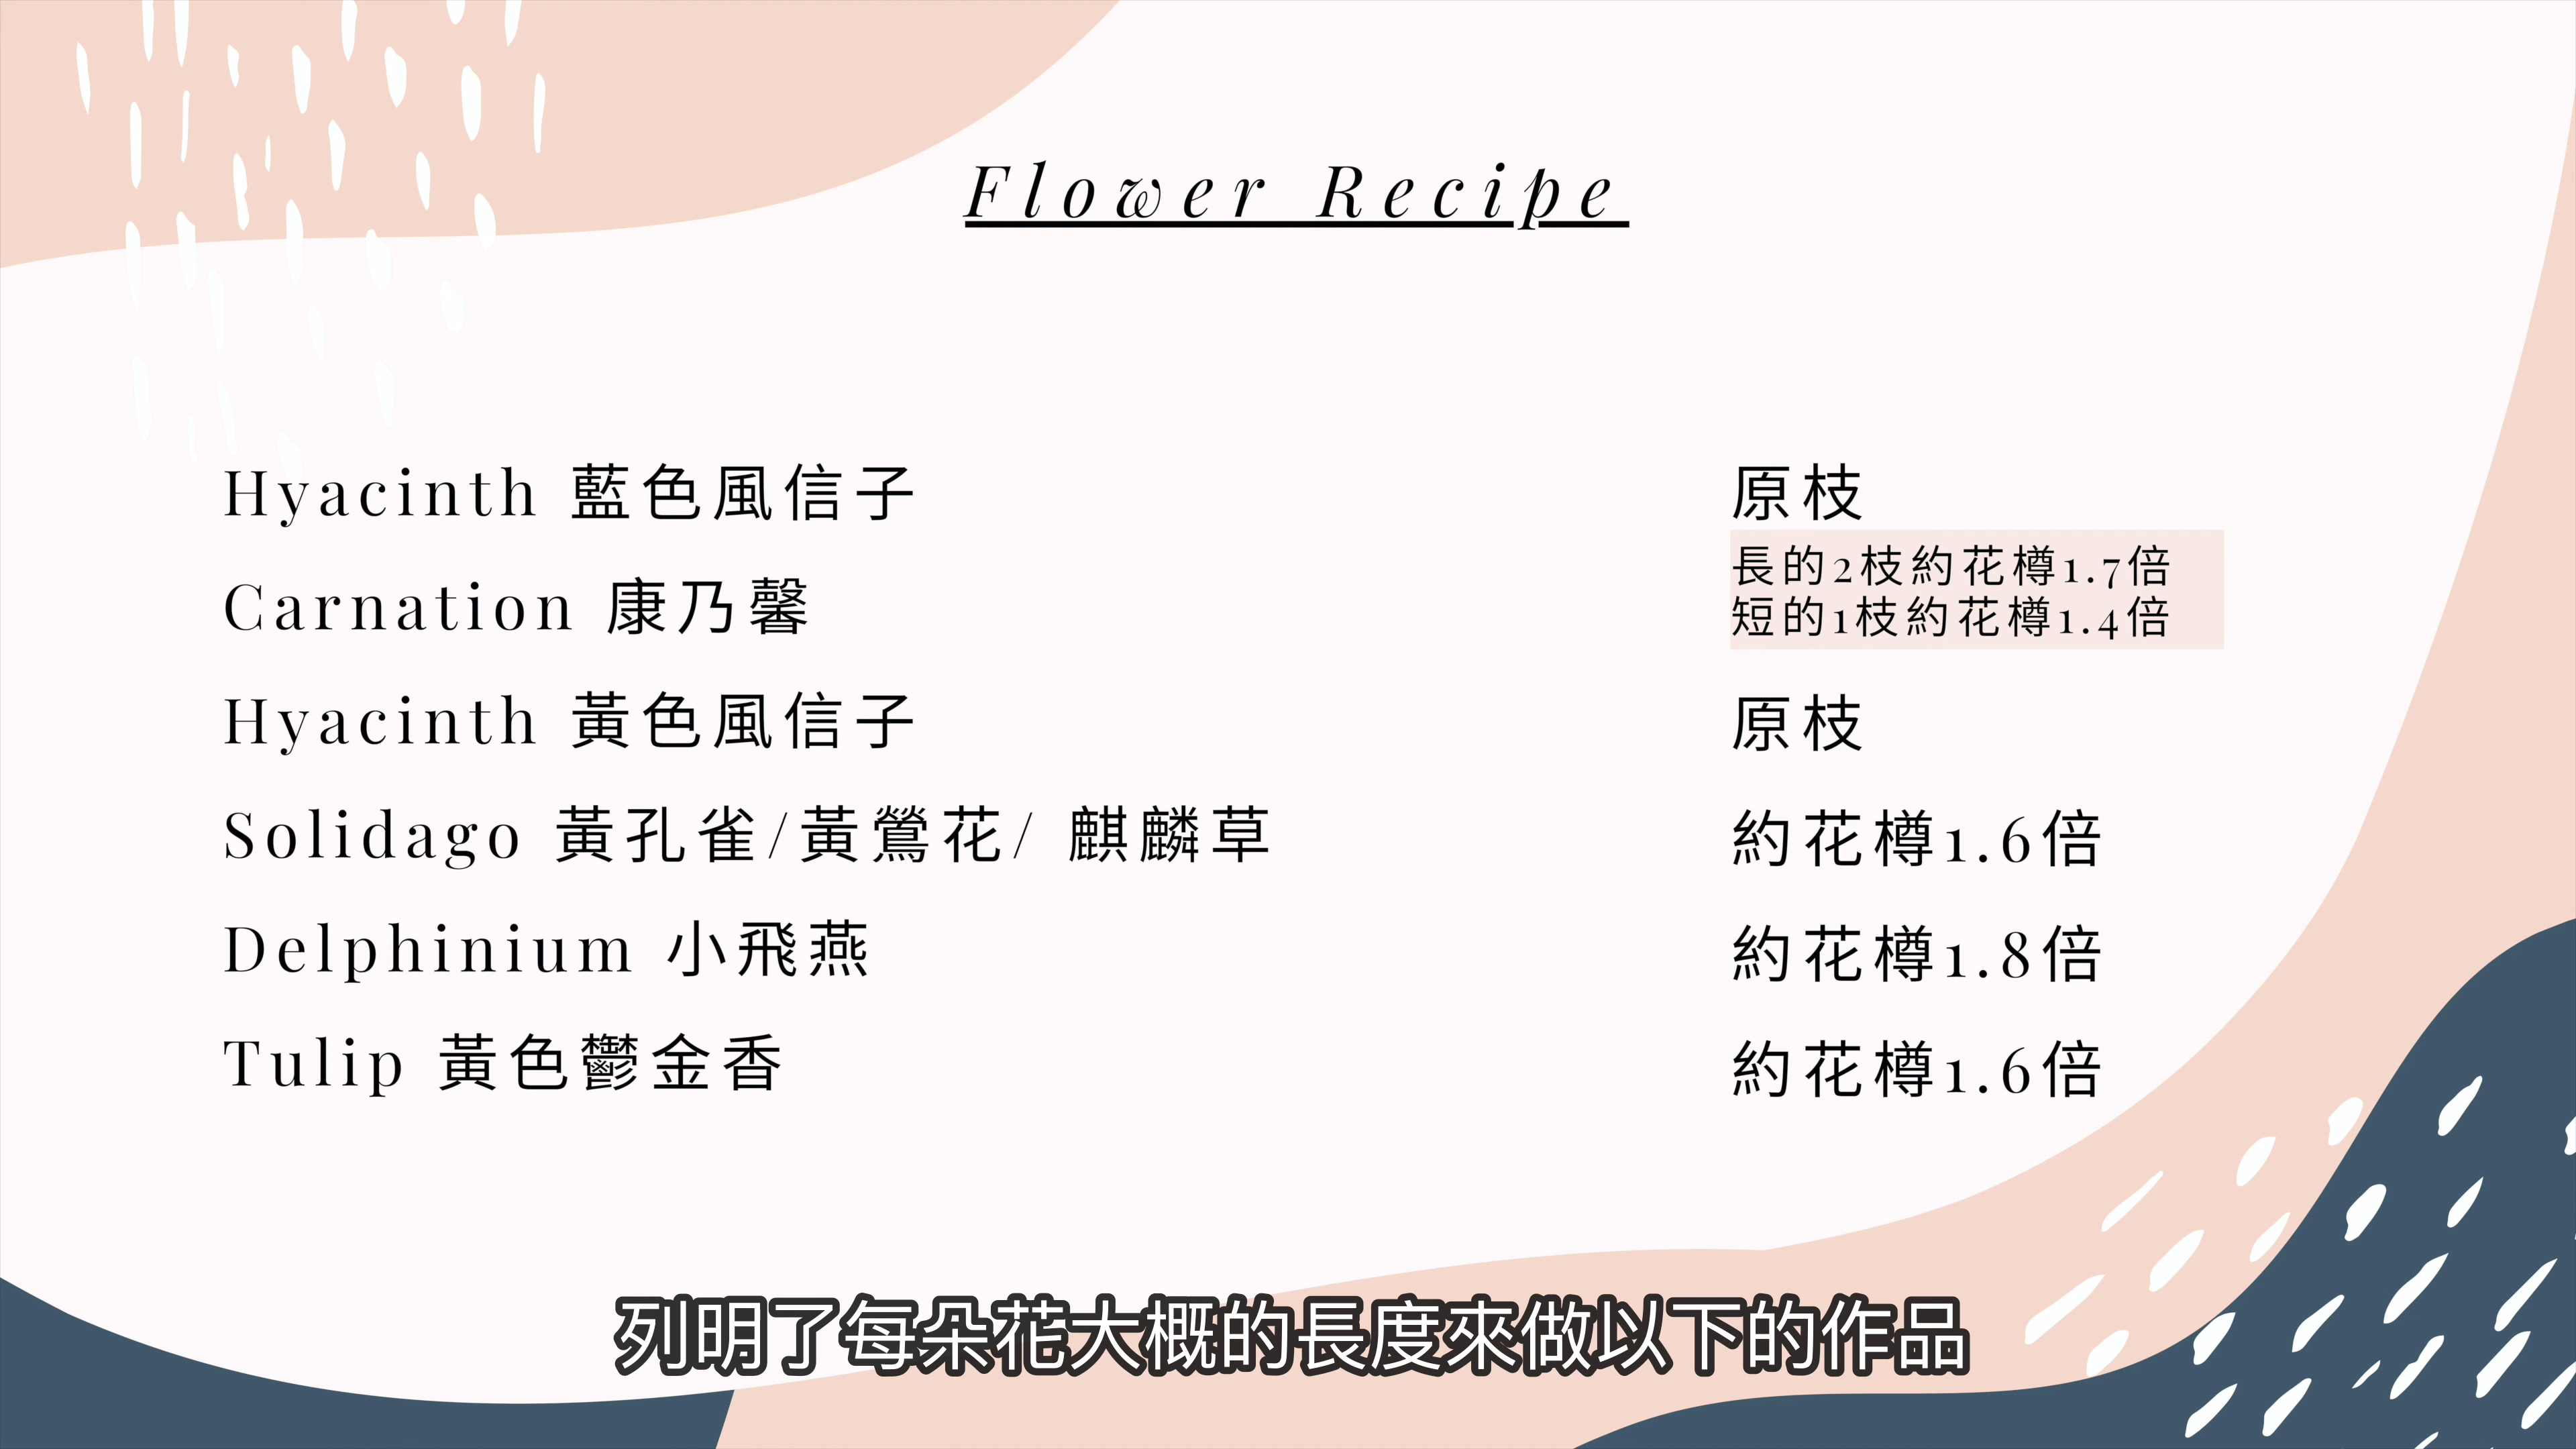 Flower Recipe
Hyacinth 藍色風信子 原枝
Carnation 康乃馨 長的2枝約花樽1.7倍
短的1枝約花樽1.4倍
Hyacinth 黃色風信子 原枝
Solidago 黃孔雀/黃鶯花/ 麒麟草 約花樽1.6倍
Delphinium 小飛燕 約花樽1.8倍
Tulip 黃色鬱金香 約花樽1.6倍
列明了每朵花大概的長度來做以下的作品